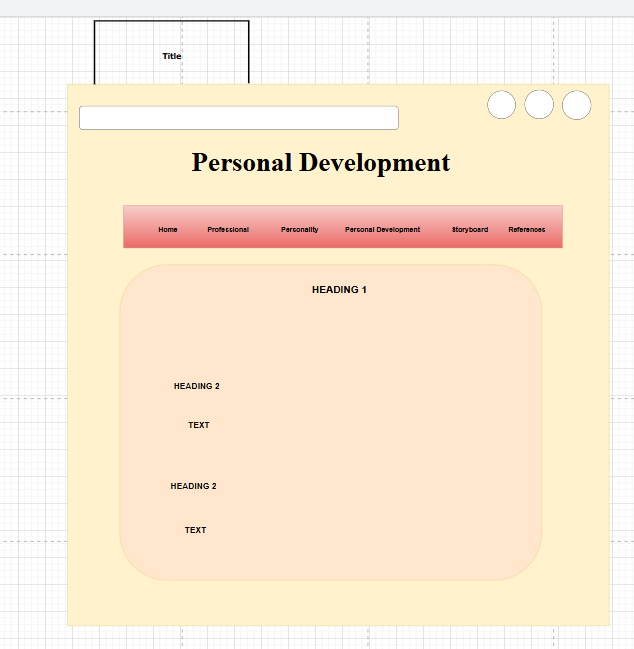 Title
Personal Development
Home Professional Personality Personal Development Storyboard References
HEADING 1
HEADING 2
TEXT
HEADING 2
TEXT